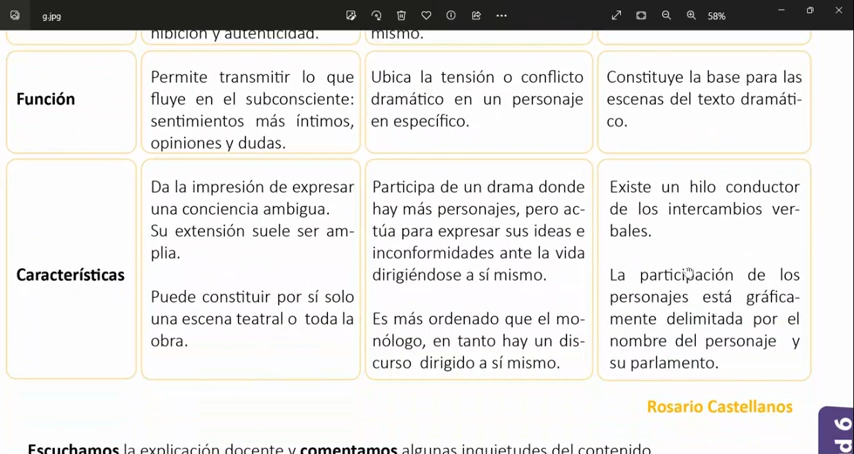 g.jpg
58%
hibición y autenticidad.
mismo.
Función
Permite transmitir lo que
fluye en el subconsciente:
sentimientos más íntimos,
opiniones y dudas.
Ubica la tensión o conflicto
dramático en un personaje
en específico.
Constituye la base para las
escenas del texto dramáti-
co.
Características
Da la impresión de expresar
una conciencia ambigua.
Su extensión suele ser am-
plia.
Puede constituir por sí solo
una escena teatral o toda la
obra.
Participa de un drama donde
hay más personajes, pero ac-
túa para expresar sus ideas e
inconformidades ante la vida
dirigiéndose a sí mismo.
Es más ordenado que el mo-
nólogo, en tanto hay un dis-
curso dirigido a sí mismo.
Existe un hilo conductor
de los intercambios ver-
bales.
La participación de los
personajes está gráfica-
mente delimitada por el
nombre del personaje y
su parlamento.
Rosario Castellanos
d 6
Escuchamos la explicación docente y comentamos algunas inquietudes del contenido